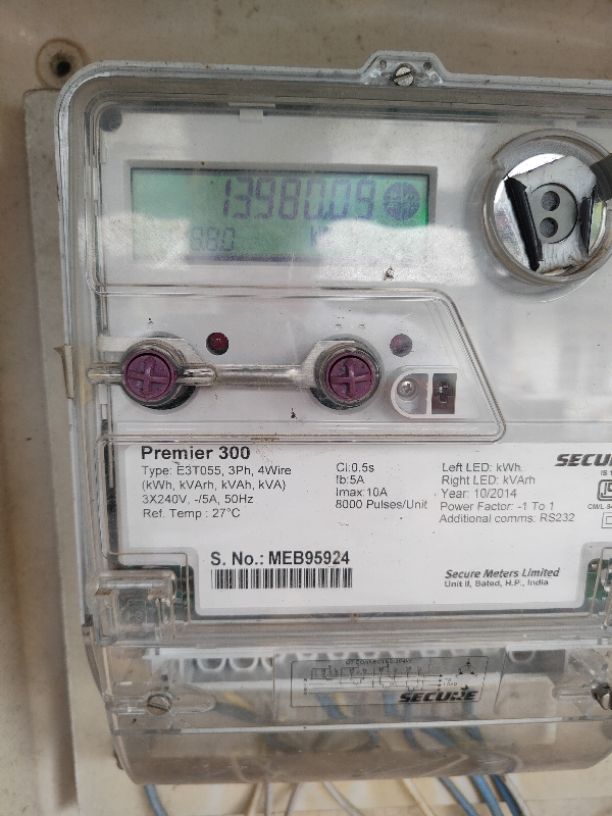 13980.09
Premier 300
Type: E3T055, 3Ph, 4Wire
(kWh, kVArh, kVAh, kVA)
3X240V, -/5A, 50Hz
Ref. Temp : 27°C
Cl:0.5s
Ib:5A
Imax:10A
8000 Pulses/Unit
Left LED: kWh
Right LED: kVArh
Year: 10/2014
Power Factor: -1 To 1
Additional comms: RS232
S. No.: MEB95924
Secure Meters Limited
Unit II, Bated, H.P., India
SECURE